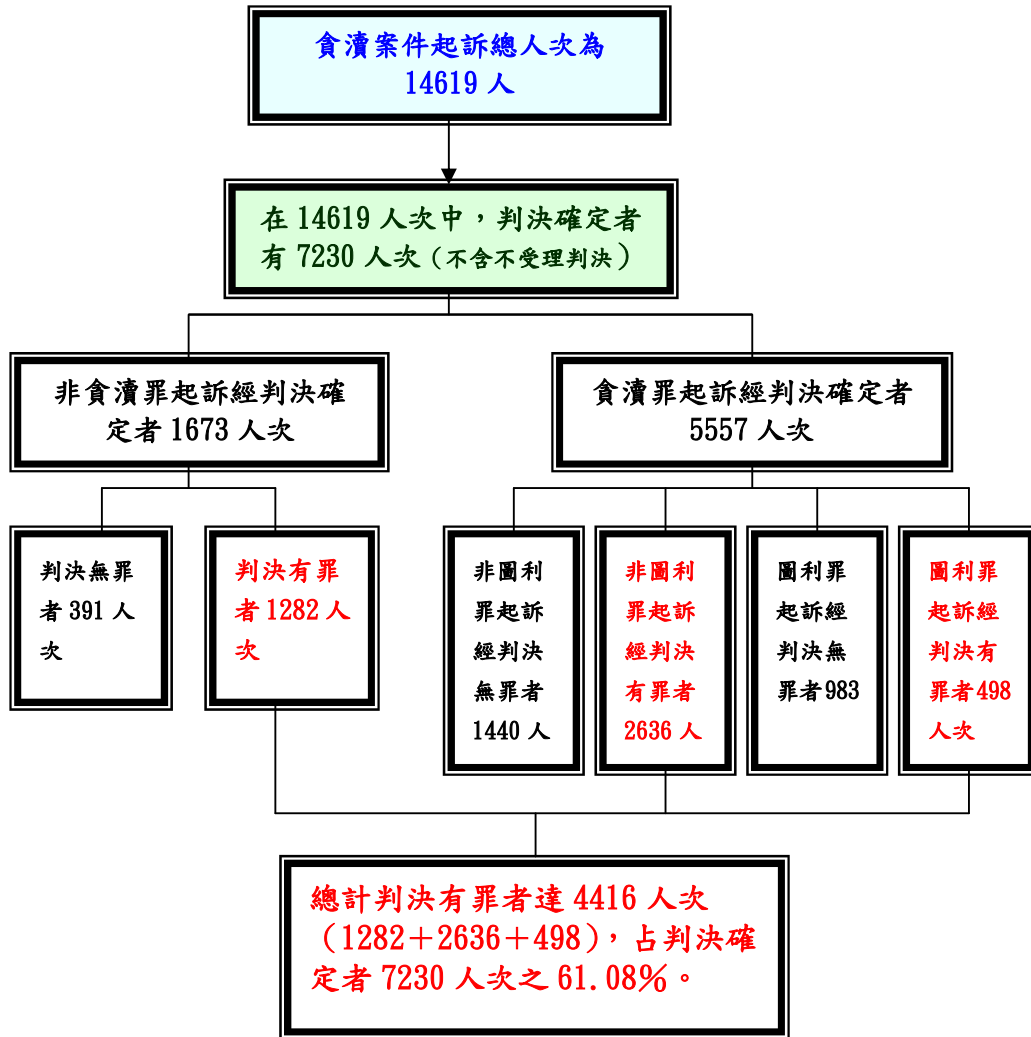 貪瀆案件起訴總人次為
14619 人
在 14619 人次中，判決確定者
有 7230 人次（不含不受理判決）
非貪瀆罪起訴經判決確
定者 1673 人次
貪瀆罪起訴經判決確定者
5557 人次
判決無罪
者 391 人
次
判決有罪
者 1282 人
次
非圖利
罪起訴
經判決
無罪者
1440 人
非圖利
罪起訴
經判決
有罪者
2636 人
圖利罪
起訴經
判決無
罪者983
圖利罪
起訴經
判決有
罪者498
人次
總計判決有罪者達 4416 人次
（1282＋2636＋498），占判決確
定者 7230 人次之 61.08％。